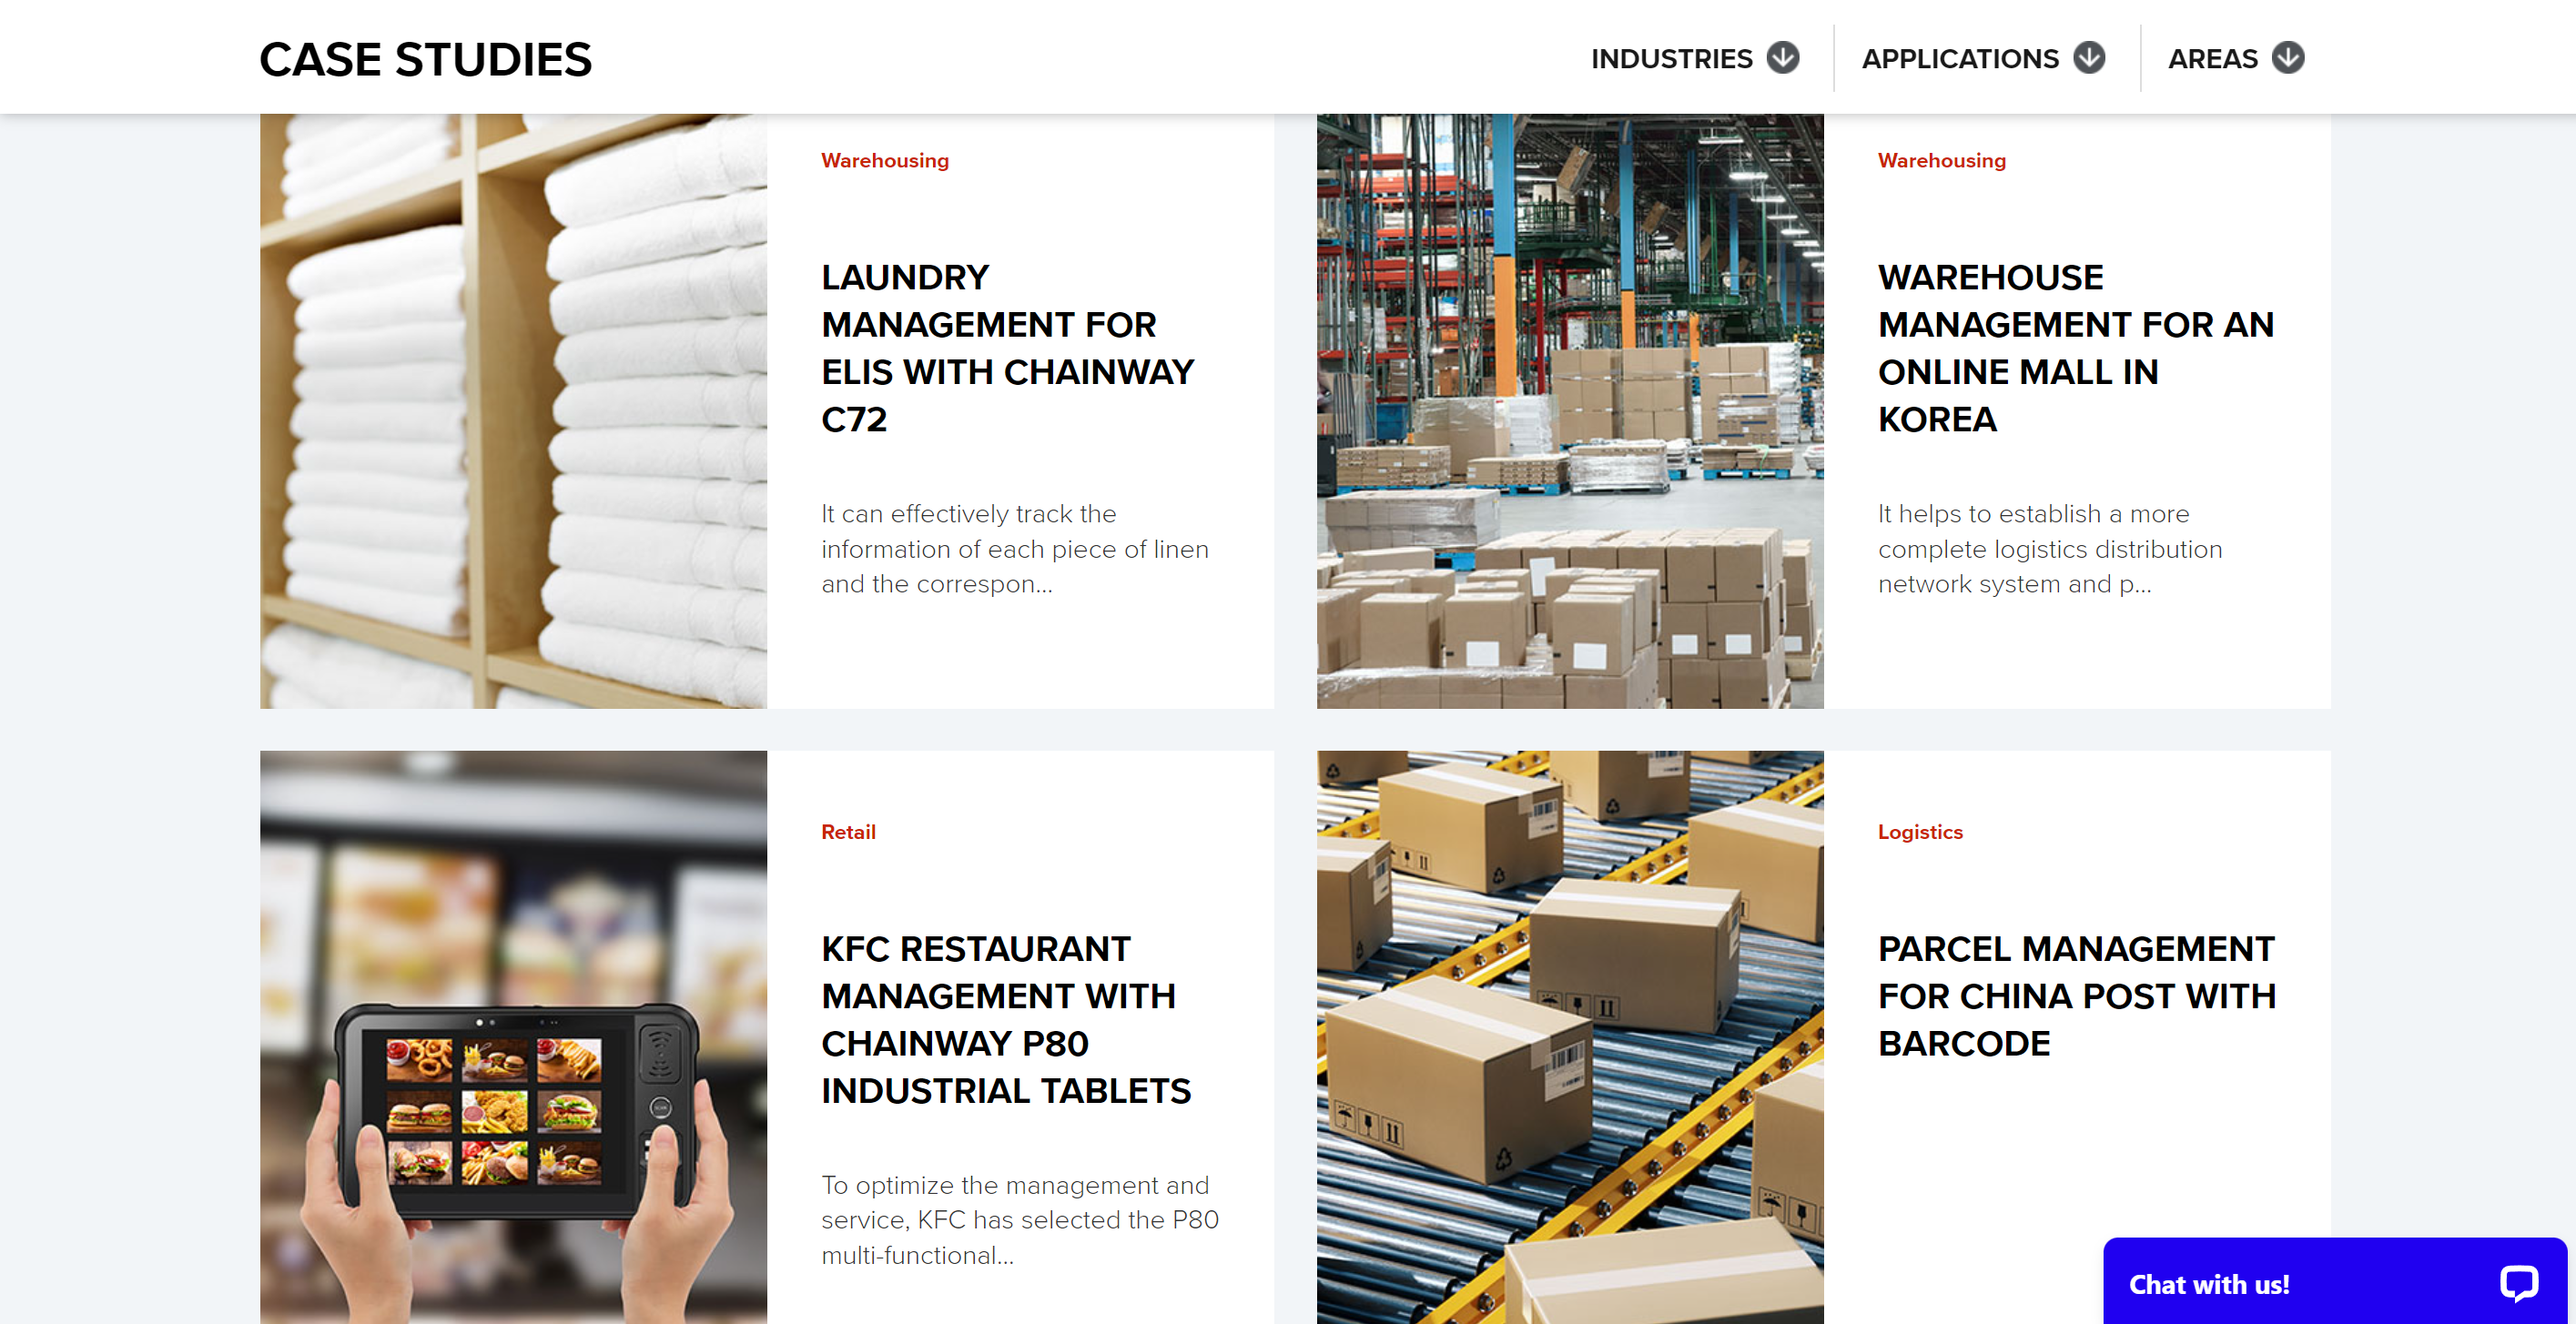 CASE STUDIES
INDUSTRIES
APPLICATIONS
AREAS
Warehousing
LAUNDRY
MANAGEMENT FOR
ELIS WITH CHAINWAY
C72
It can effectively track the
information of each piece of linen
and the correspon...
Warehousing
WAREHOUSE
MANAGEMENT FOR AN
ONLINE MALL IN
KOREA
It helps to establish a more
complete logistics distribution
network system and p...
Retail
KFC RESTAURANT
MANAGEMENT WITH
CHAINWAY P80
INDUSTRIAL TABLETS
To optimize the management and
service, KFC has selected the P80
multi-functional...
Logistics
PARCEL MANAGEMENT
FOR CHINA POST WITH
BARCODE
Chat with us!